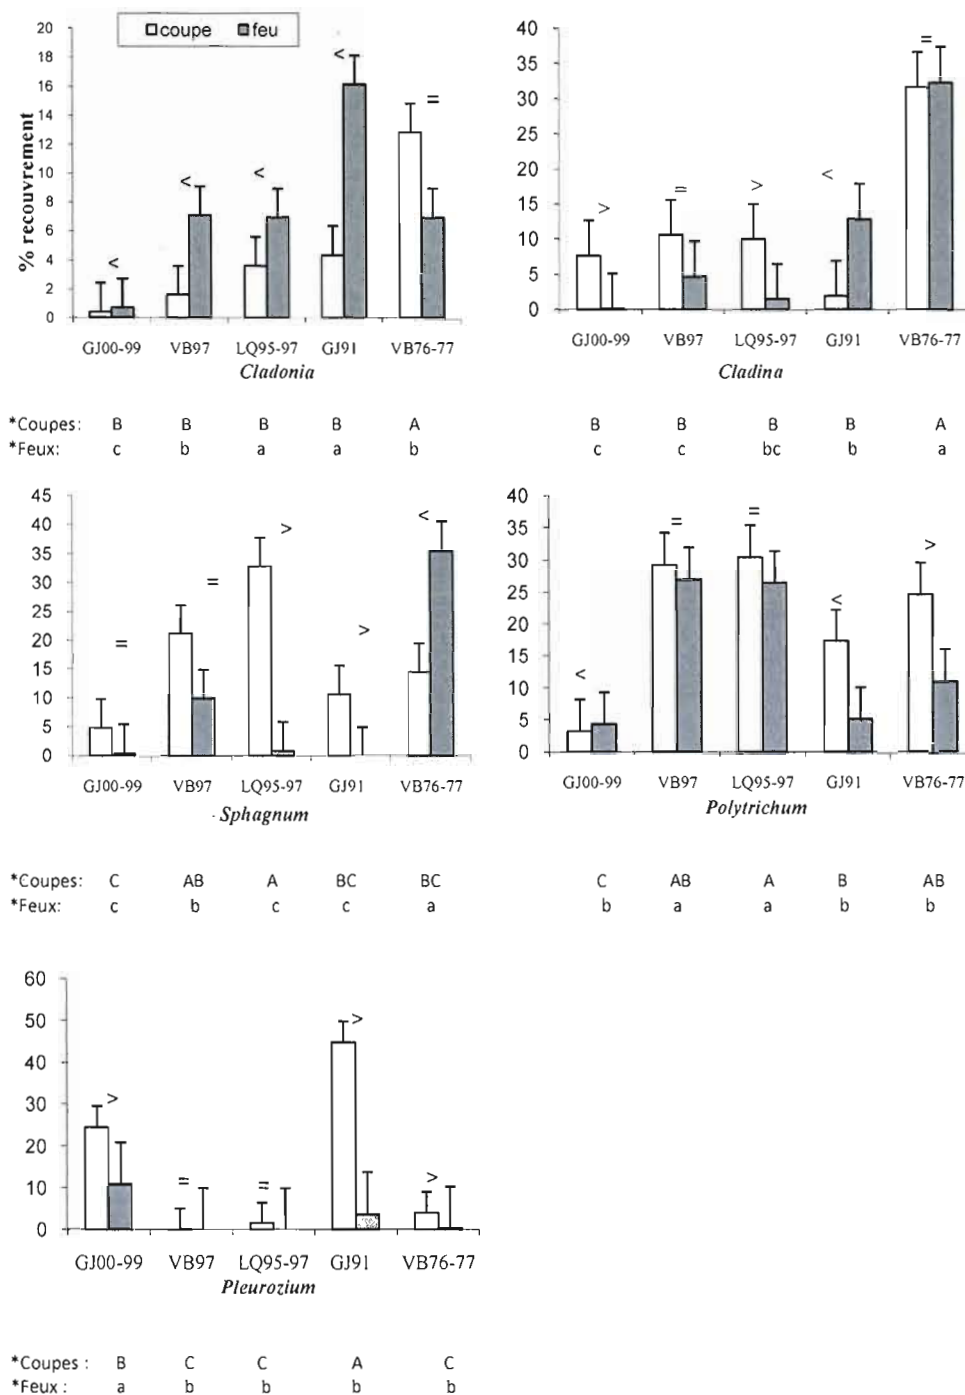 coupe feu
% recouvrement
20
18
16
14
12
10
8
6
4
2
0
< < < < =
GJ00-99 VB97 LQ95-97 GJ91 VB76-77
Cladonia
40
35
30
25
20
15
10
5
0
> = > < =
GJ00-99 VB97 LQ95-97 GJ91 VB76-77
Cladina
*Coupes: B B B B A
*Feux: c b a a b
B B B B A
c c bc b a
45
40
35
30
25
20
15
10
5
0
= = > > <
GJ00-99 VB97 LQ95-97 GJ91 VB76-77
Sphagnum
40
35
30
25
20
15
10
5
0
< = = < >
GJ00-99 VB97 LQ95-97 GJ91 VB76-77
Polytrichum
*Coupes: C AB A BC BC
*Feux: c b c c a
C AB A B AB
b a a b b
60
50
40
30
20
10
0
> = = > >
GJ00-99 VB97 LQ95-97 GJ91 VB76-77
Pleurozium
*Coupes : B C C A C
*Feux : a b b b b